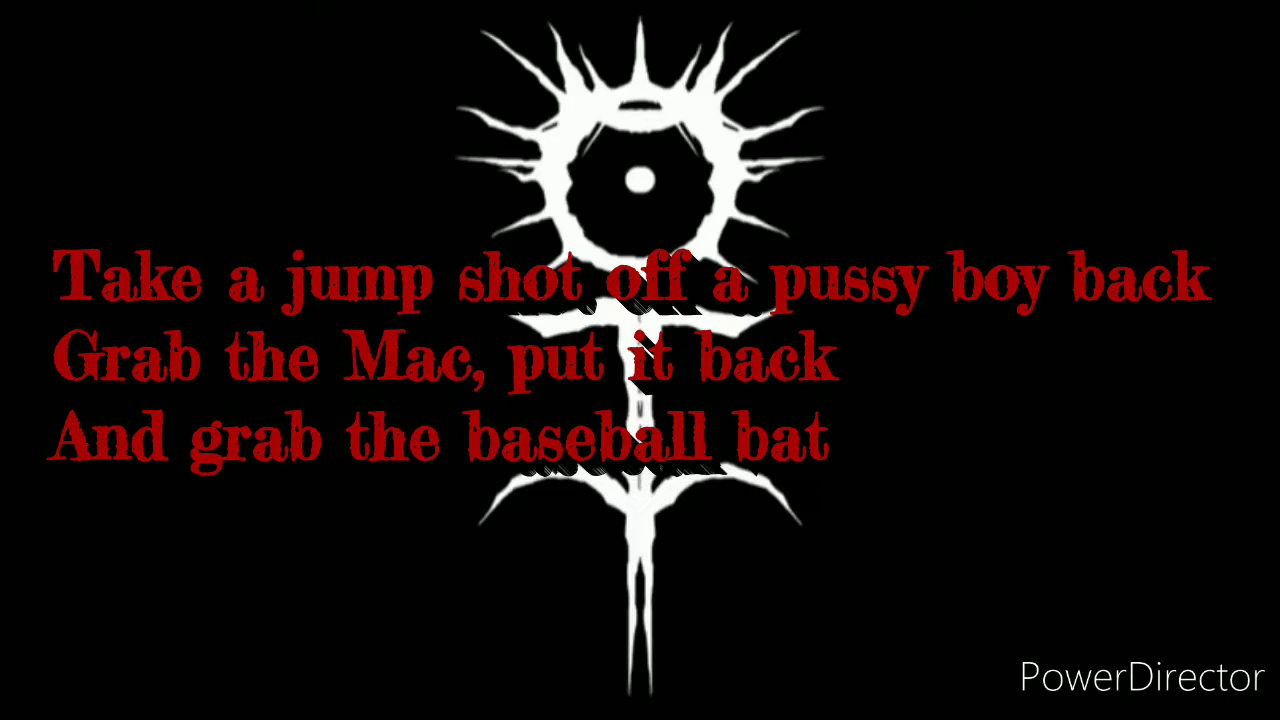 Take a jump shot off a pussy boy back
Grab the Mac, put it back
And grab the baseball bat
PowerDirector